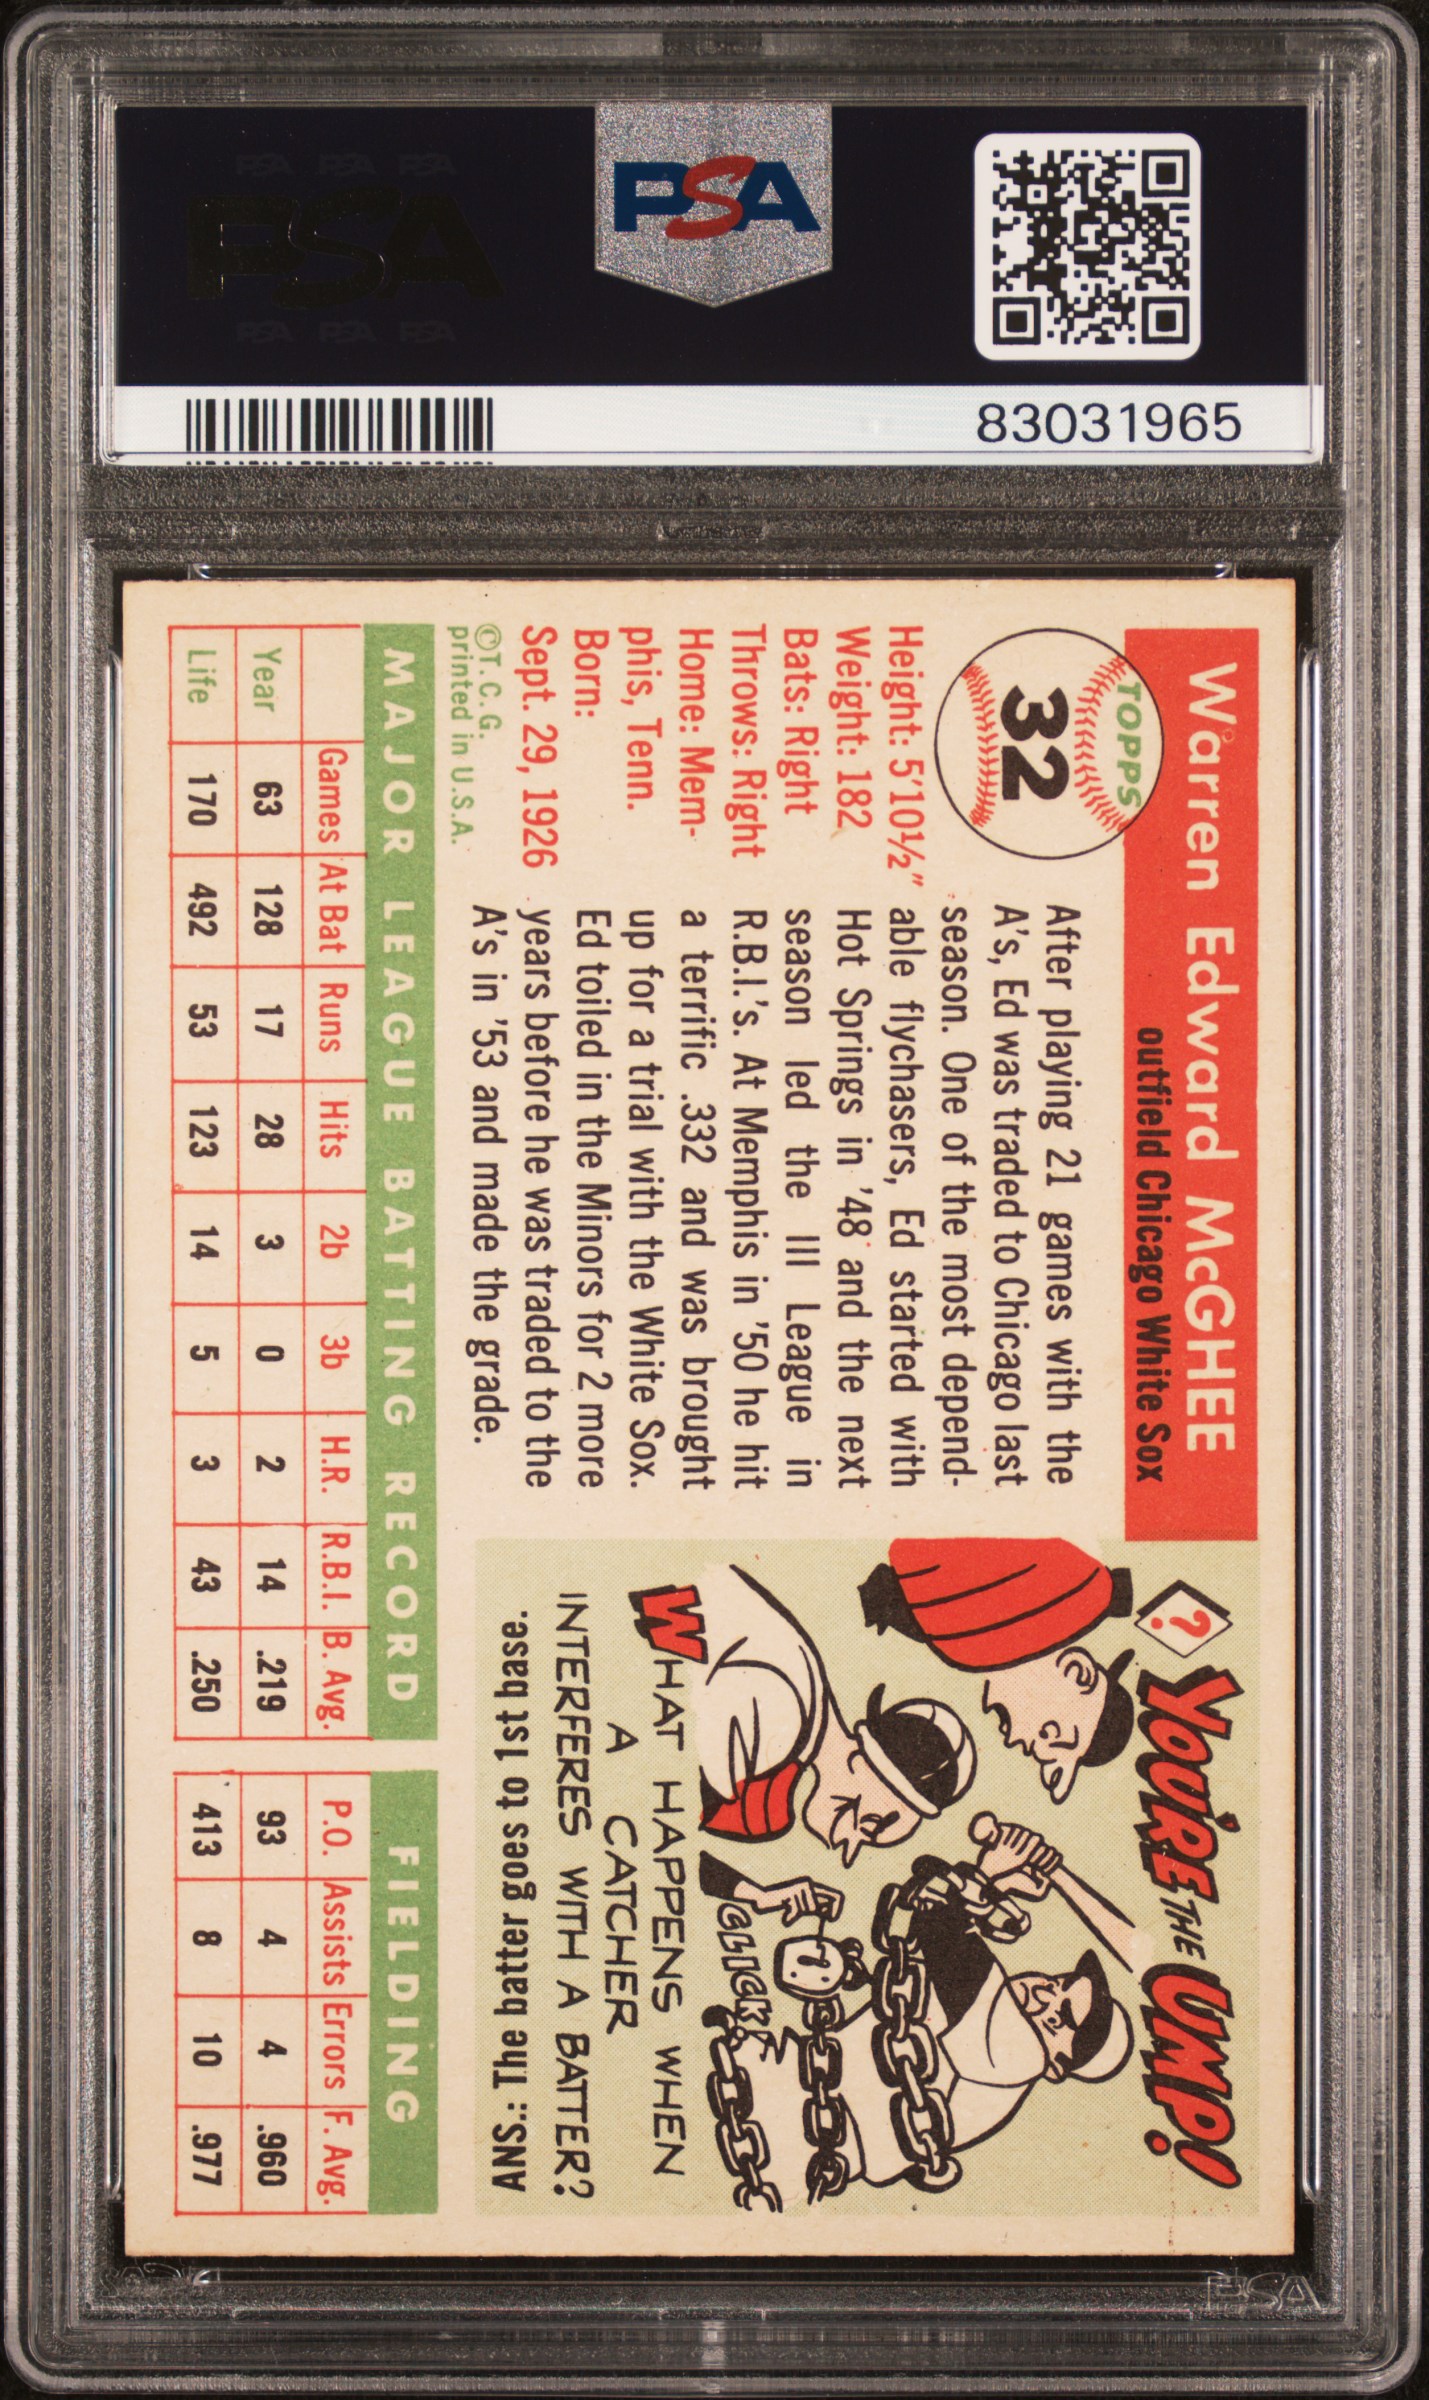 PSA PSA PSA
PSA
PSA PSA PSA
PSA
83031965
Warren Edward McGHEE
outfield Chicago White Sox
TOPPS
32
Height: 5'10½"
Weight: 182
Bats: Right
Throws: Right
Home: Mem-
phis, Tenn.
Born:
Sept. 29, 1926
©T. C. G.
printed in U.S.A.
After playing 21 games with the
A's, Ed was traded to Chicago last
season. One of the most depend-
able flychasers, Ed started with
Hot Springs in '48 and the next
season led the III League in
R.B.I.'s. At Memphis in '50 he hit
a terrific .332 and was brought
up for a trial with the White Sox.
Ed toiled in the Minors for 2 more
years before he was traded to the
A's in '53 and made the grade.
? YOU'RE THE UMP!
CLICK!
WHAT HAPPENS WHEN
A CATCHER
INTERFERES WITH A BATTER?
ANS.: The batter goes to 1st base.
MAJOR LEAGUE BATTING RECORD FIELDING
Games At Bat Runs Hits 2b 3b H.R. R.B.I. B. Avg. P.O. Assists Errors F. Avg.
Year 63 128 17 28 3 0 2 14 .219 93 4 4 .960
Life 170 492 53 123 14 5 3 43 .250 413 8 10 .977
PSA